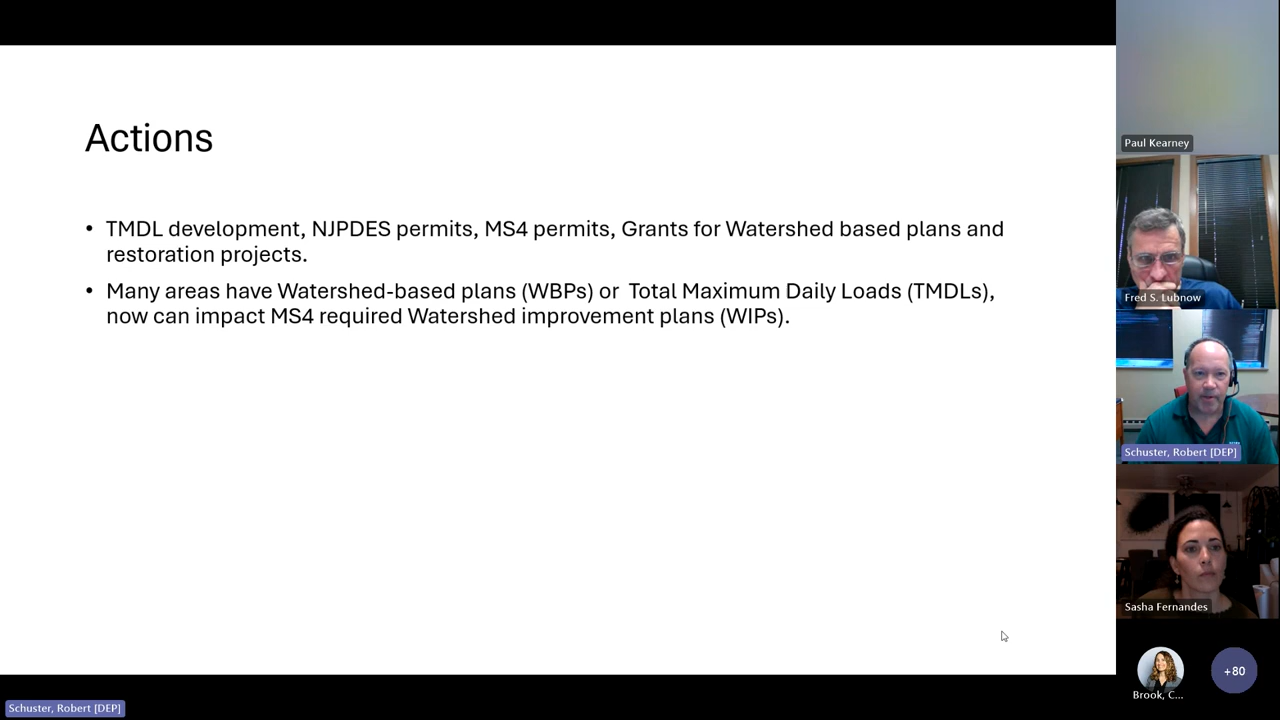 Actions
• TMDL development, NJPDES permits, MS4 permits, Grants for Watershed based plans and
restoration projects.
• Many areas have Watershed-based plans (WBPs) or  Total Maximum Daily Loads (TMDLs),
now can impact MS4 required Watershed improvement plans (WIPs).
Paul Kearney
Fred S. Lubnow
Schuster, Robert [DEP]
Sasha Fernandes
Brook, C...
+80
Schuster, Robert [DEP]